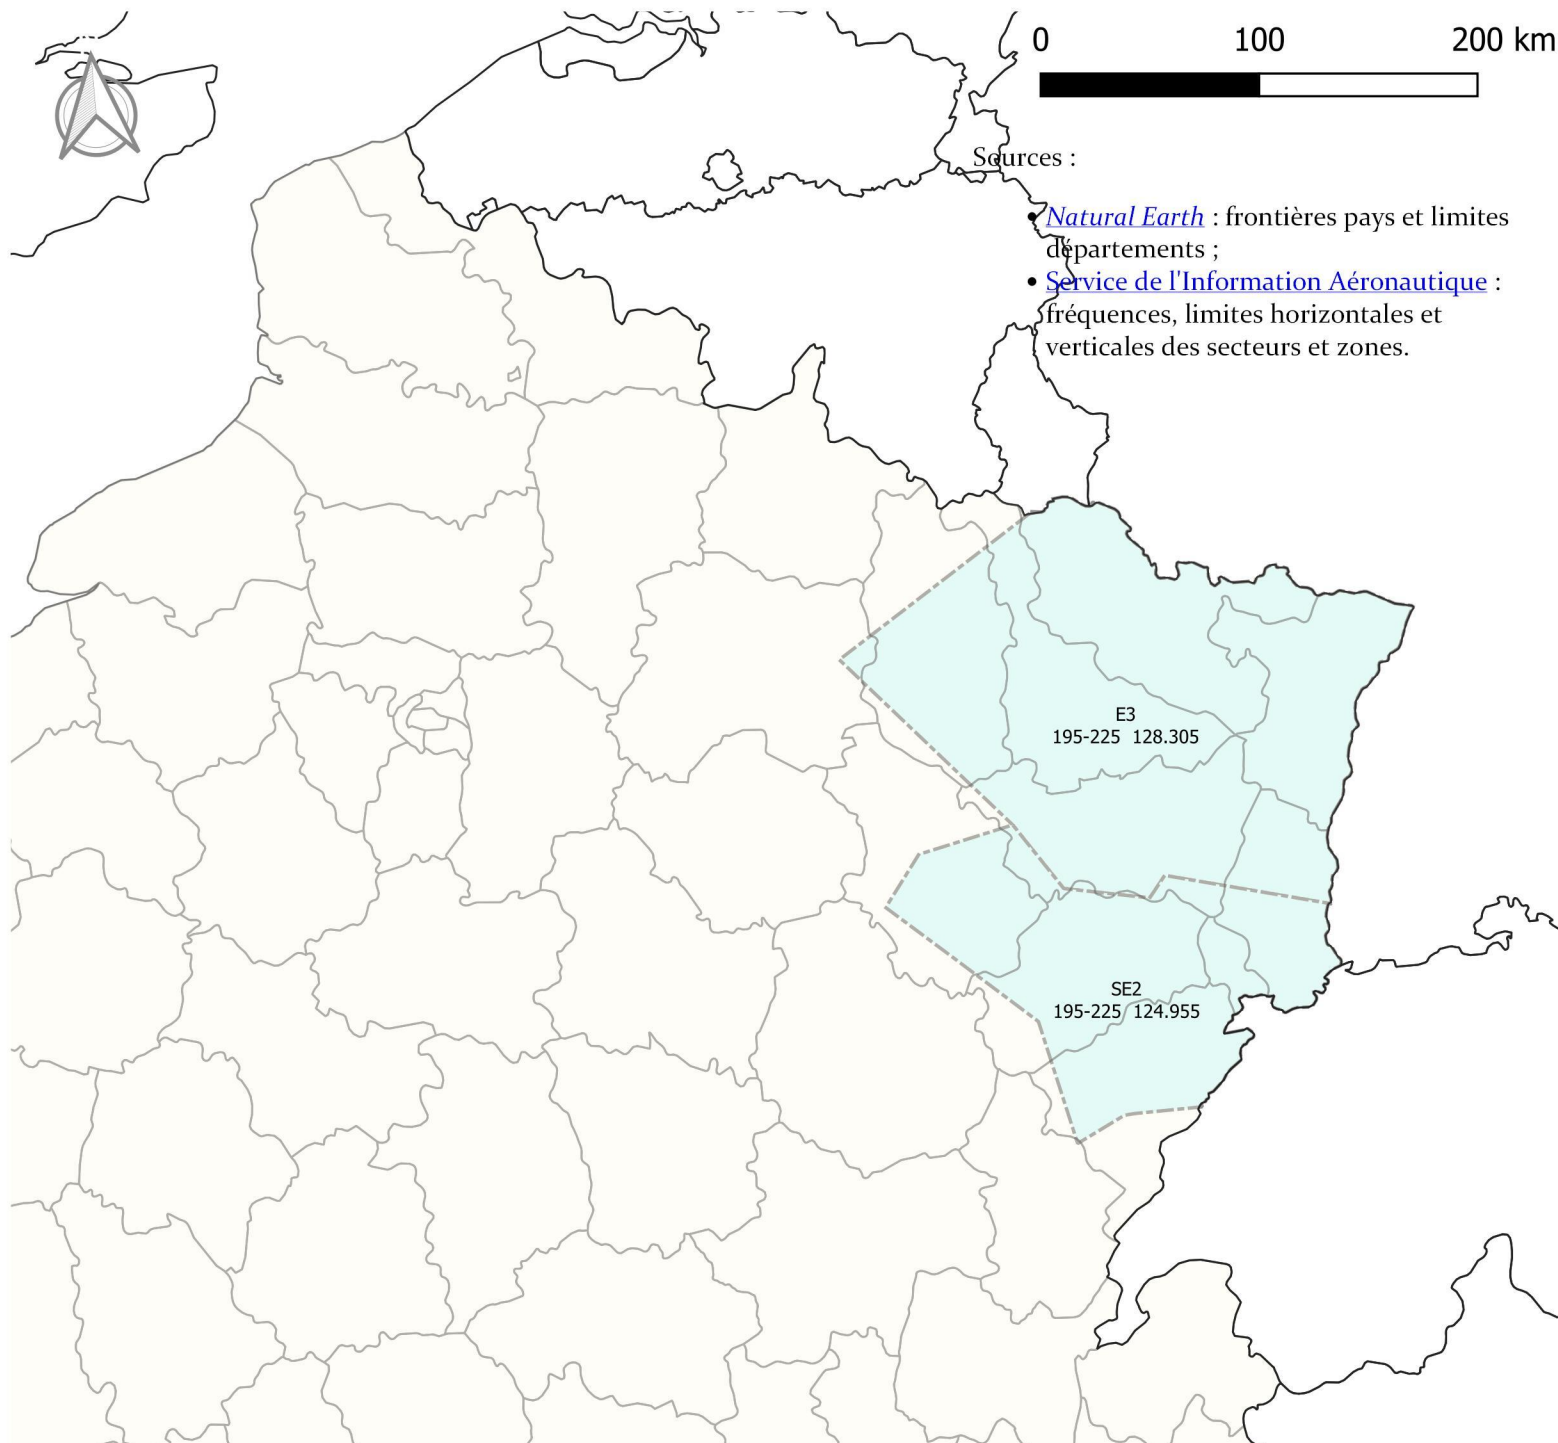 0 100 200 km
Sources :
• Natural Earth : frontières pays et limites
départements ;
• Service de l'Information Aéronautique :
fréquences, limites horizontales et
verticales des secteurs et zones.
E3
195-225 128.305
SE2
195-225 124.955